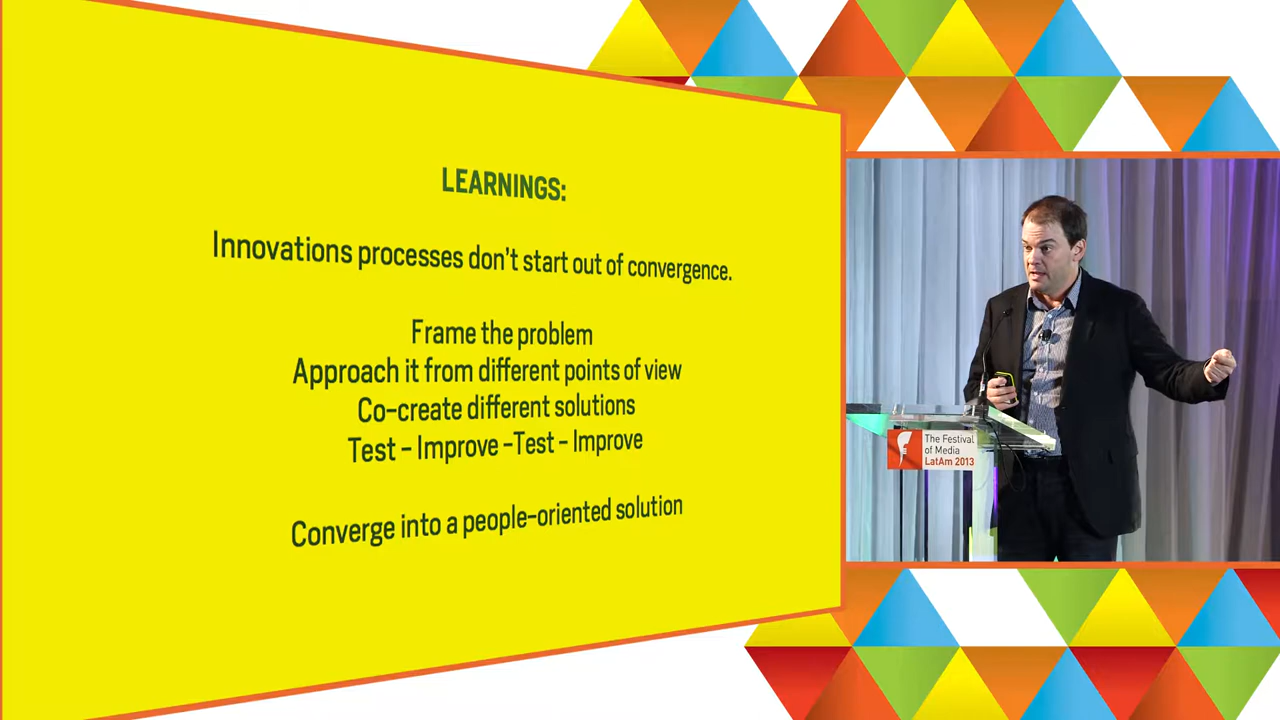 LEARNINGS:
Innovations processes don't start out of convergence.
Frame the problem
Approach it from different points of view
Co-create different solutions
Test - Improve -Test - Improve
Converge into a people-oriented solution
The Festival
of Media
LatAm 2013